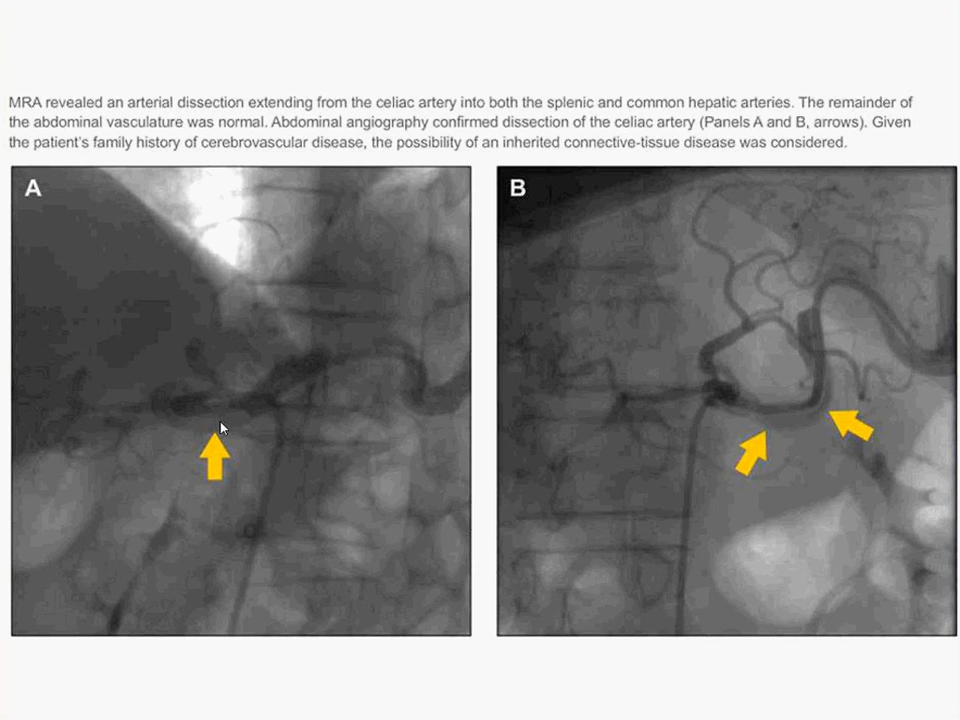 MRA revealed an arterial dissection extending from the celiac artery into both the splenic and common hepatic arteries. The remainder of
the abdominal vasculature was normal. Abdominal angiography confirmed dissection of the celiac artery (Panels A and B, arrows). Given
the patient's family history of cerebrovascular disease, the possibility of an inherited connective-tissue disease was considered.
A
B